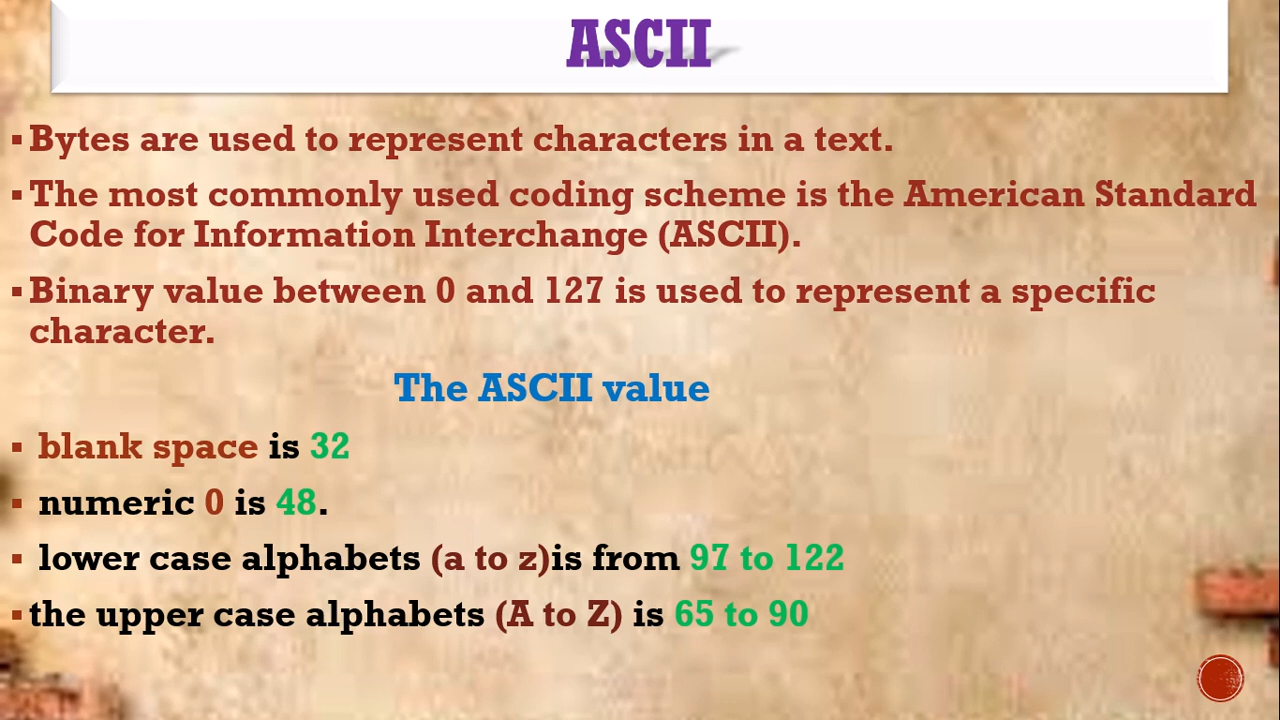 ASCII
▪ Bytes are used to represent characters in a text.
▪ The most commonly used coding scheme is the American Standard
Code for Information Interchange (ASCII).
▪ Binary value between 0 and 127 is used to represent a specific
character.
The ASCII value
▪ blank space is 32
▪ numeric 0 is 48.
▪ lower case alphabets (a to z)is from 97 to 122
▪ the upper case alphabets (A to Z) is 65 to 90